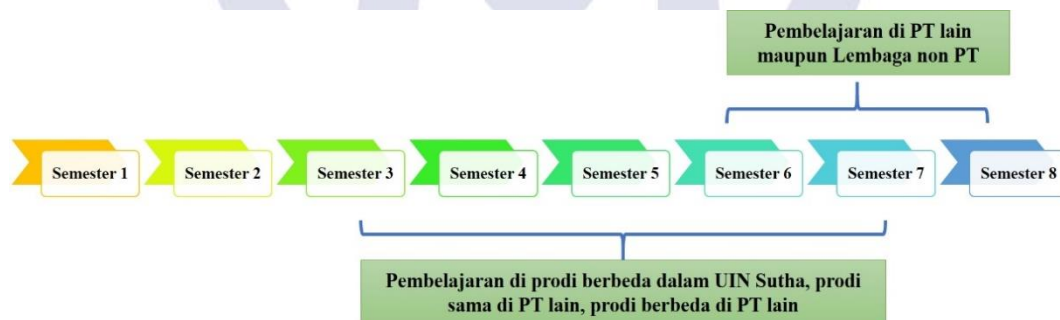 Pembelajaran di PT lain
maupun Lembaga non PT
Semester 1
Semester 2
Semester 3
Semester 4
Semester 5
Semester 6
Semester 7
Semester 8
Pembelajaran di prodi berbeda dalam UIN Sutha, prodi
sama di PT lain, prodi berbeda di PT lain